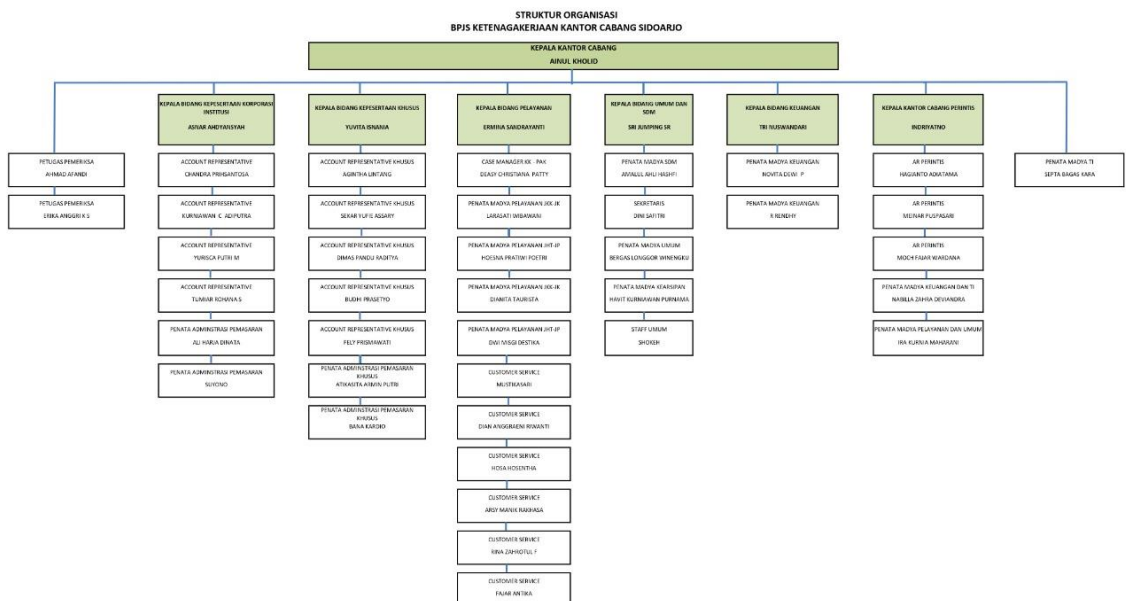 STRUKTUR ORGANISASI
BPJS KETENAGAKERJAAN KANTOR CABANG SIDOARJO
KEPALA KANTOR CABANG
AINUL KHOLID
PETUGAS PEMERIKSA
AHMAD AFANDI
PETUGAS PEMERIKSA
ERIKA ANGGRI K S
KEPALA BIDANG KEPESERTAAN KORPORASI
INSTITUSI
ASNAR AHDYANSYAH
ACCOUNT REPRESENTATIVE
CHANDRA PRIHSANTOSA
ACCOUNT REPRESENTATIVE
KURNIAWAN C. ADIPUTRA
ACCOUNT REPRESENTATIVE
YURISCA PUTRI M
ACCOUNT REPRESENTATIVE
TUMIAR ROHANA S
PENATA ADMINSTRASI PEMASARAN
ALI HARJA DINATA
PENATA ADMINSTRASI PEMASARAN
SUYONO
KEPALA BIDANG KEPESERTAAN KHUSUS
YUVITA ISNANIA
ACCOUNT REPRESENTATIVE KHUSUS
AGINTHA LINTANG
ACCOUNT REPRESENTATIVE KHUSUS
SEKAR YUFIE ASSARY
ACCOUNT REPRESENTATIVE KHUSUS
DIMAS PANDU RADITYA
ACCOUNT REPRESENTATIVE KHUSUS
BUDHI PRASETYO
ACCOUNT REPRESENTATIVE KHUSUS
FELY PRISMAWATI
PENATA ADMINSTRASI PEMASARAN
KHUSUS
ATIKASITA ARMIN PUTRI
PENATA ADMINSTRASI PEMASARAN
KHUSUS
BANA KARDIO
KEPALA BIDANG PELAYANAN
ERMINA SANDRAYANTI
CASE MANAGER KK - PAK
DEASY CHRISTIANA PATTY
PENATA MADYA PELAYANAN JKK-JK
LARASATI WIBAWANI
PENATA MADYA PELAYANAN JHT-JP
HOESNA PRATIWI POETRI
PENATA MADYA PELAYANAN JKK-JK
DIANITA TAURISTA
PENATA MADYA PELAYANAN JHT-JP
DWI MEGI DESTIKA
CUSTOMER SERVICE
MUSTIKASARI
CUSTOMER SERVICE
DIAN ANGGRAENI RIWANTI
CUSTOMER SERVICE
HOSA HOSENTHA
CUSTOMER SERVICE
ARSY MANIK RAKHASA
CUSTOMER SERVICE
RINA ZAHROTUL F
CUSTOMER SERVICE
FAJAR ANTIKA
KEPALA BIDANG UMUM DAN
SDM
SRI JUMPING SR
PENATA MADYA SDM
AMALUL AHLI HASHFI
SEKRETARIS
DINI SAFITRI
PENATA MADYA UMUM
BERGAS LONGGOR WINENGKU
PENATA MADYA KEARSIPAN
HAVIT KURNIAWAN PURNAMA
STAFF UMUM
SHOKEH
KEPALA BIDANG KEUANGAN
TRI NUSWANDARI
PENATA MADYA KEUANGAN
NOVITA DEWI P
PENATA MADYA KEUANGAN
R RENDHY
KEPALA KANTOR CABANG PERINTIS
INDRIYATNO
AR PERINTIS
HAGIANTO ADIATAMA
AR PERINTIS
MEINAR PUSPASARI
AR PERINTIS
MOCH FAJAR WARDANA
PENATA MADYA KEUANGAN DAN TI
NABILLA ZAHRA DEVIANDRA
PENATA MADYA PELAYANAN DAN UMUM
IRA KURNIA MAHARANI
PENATA MADYA TI
SEPTA BAGAS KARA